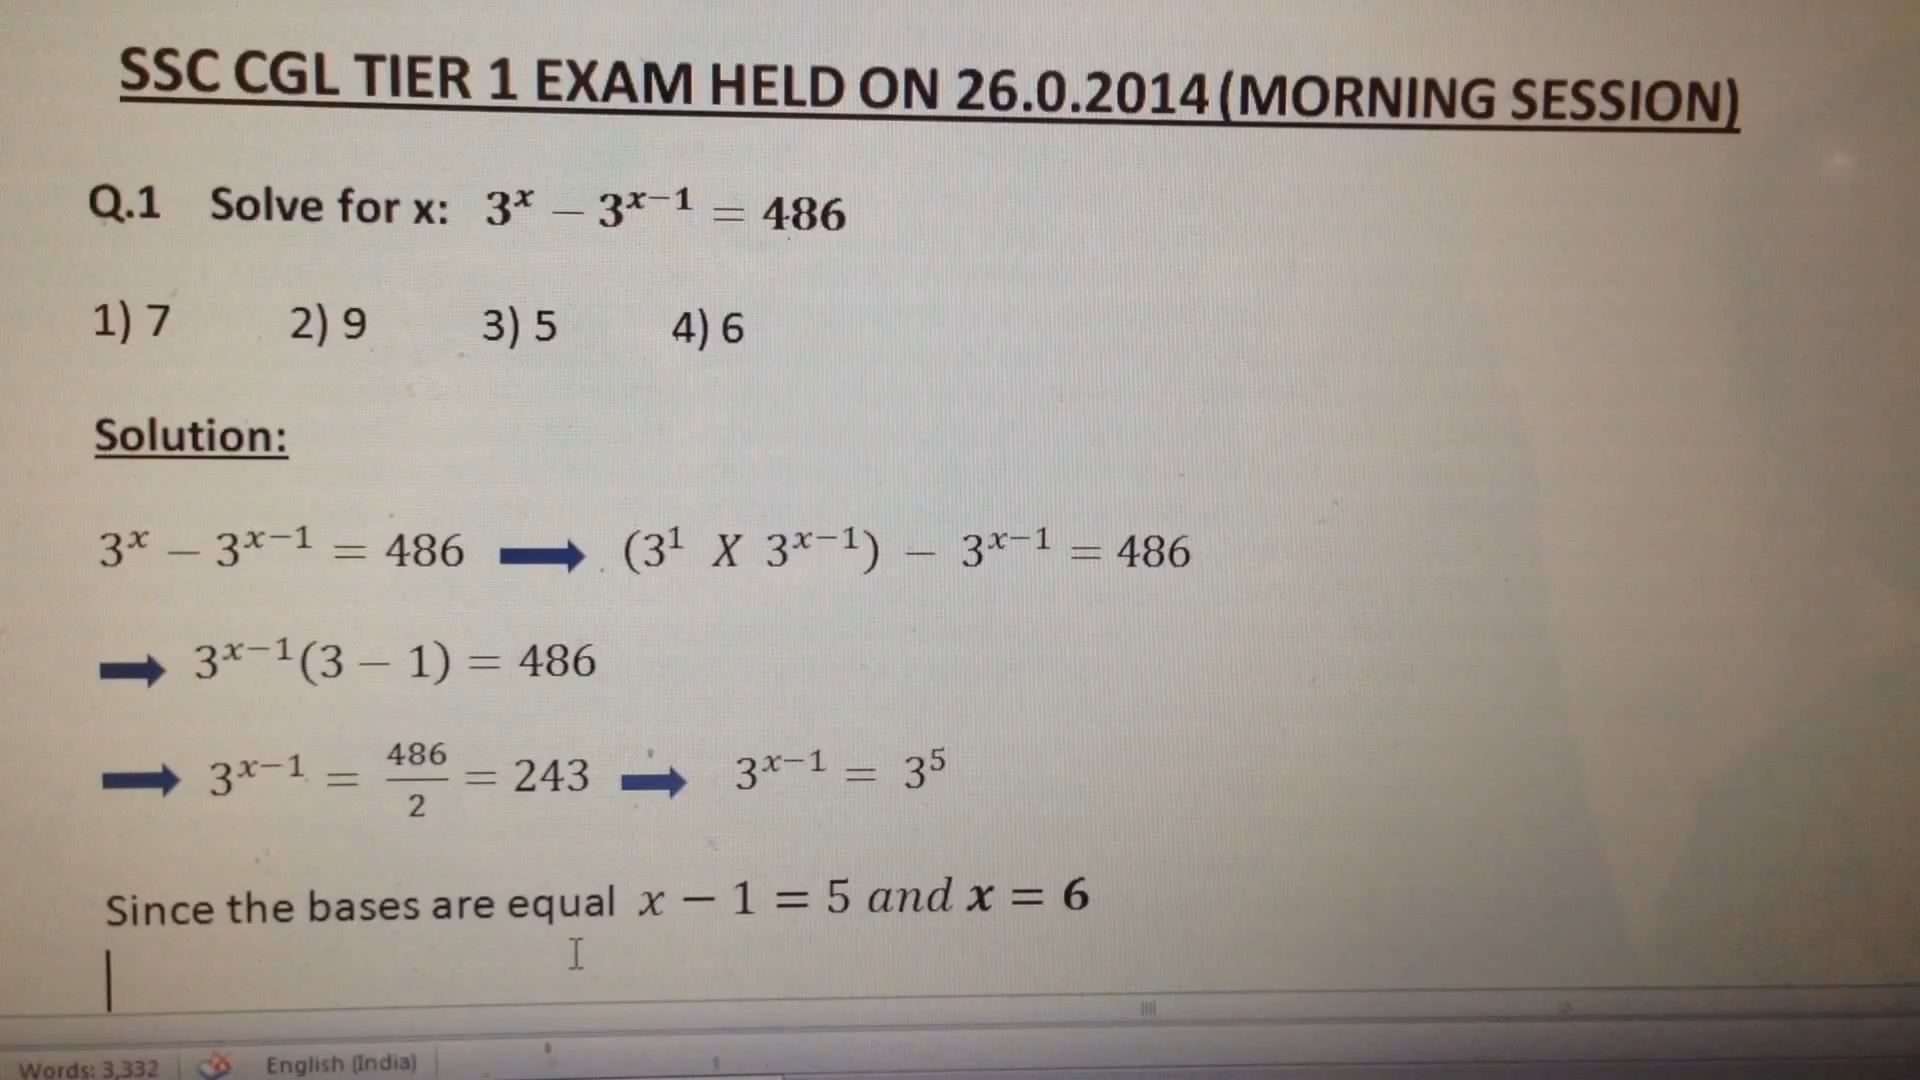 SSC CGL TIER 1 EXAM HELD ON 26.0.2014 (MORNING SESSION)
Q.1 Solve for x: 3^x − 3^{x−1} = 486
1) 7 2) 9 3) 5 4) 6
Solution:
3^x − 3^{x−1} = 486 ➡ (3^1 X 3^{x−1}) − 3^{x−1} = 486
➡ 3^{x−1}(3 − 1) = 486
➡ 3^{x−1} = 486/2 = 243 ➡ 3^{x−1} = 3^5
Since the bases are equal x − 1 = 5 and x = 6
Words: 3,332 English (India)